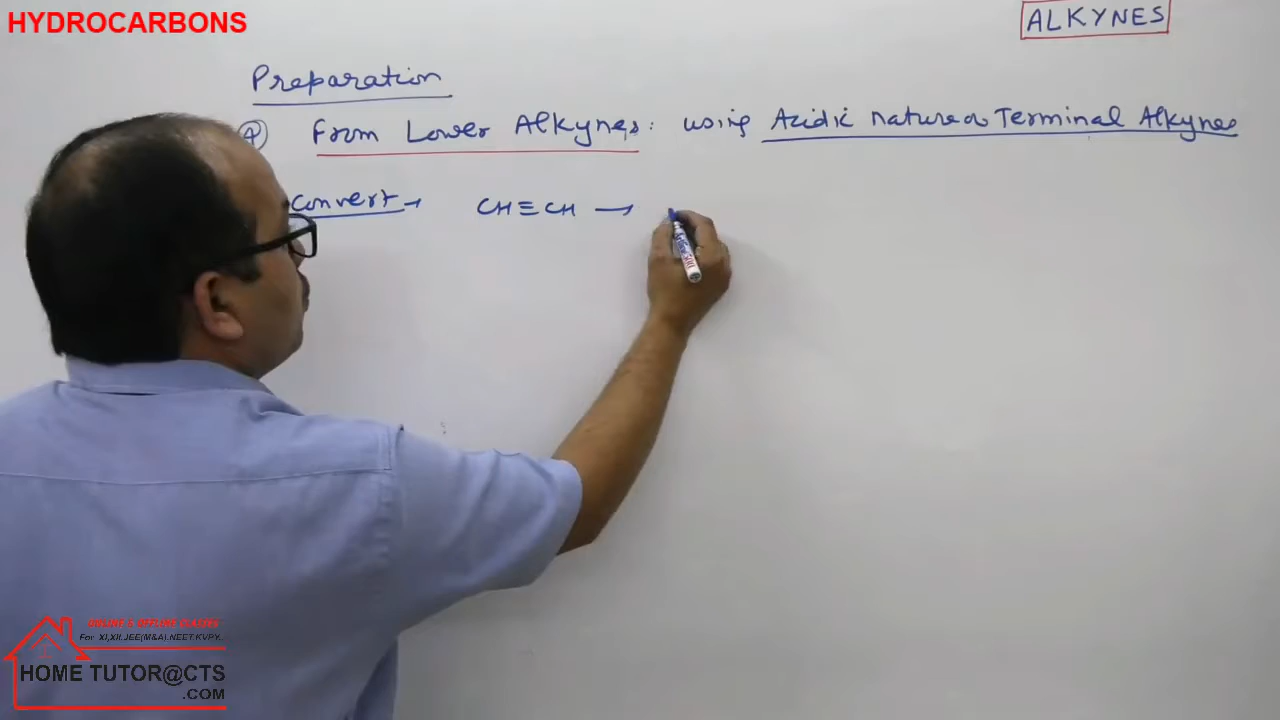 HYDROCARBONS
ALKYNES
Preparation
(4) From Lower Alkynes: using Acidic nature Terminal Alkynes
Convert → CH≡CH →
ONLINE & OFFLINE CLASSES
For XI,XII,JEE(M&A),NEET,KVPY..
HOME TUTOR@CTS
.COM